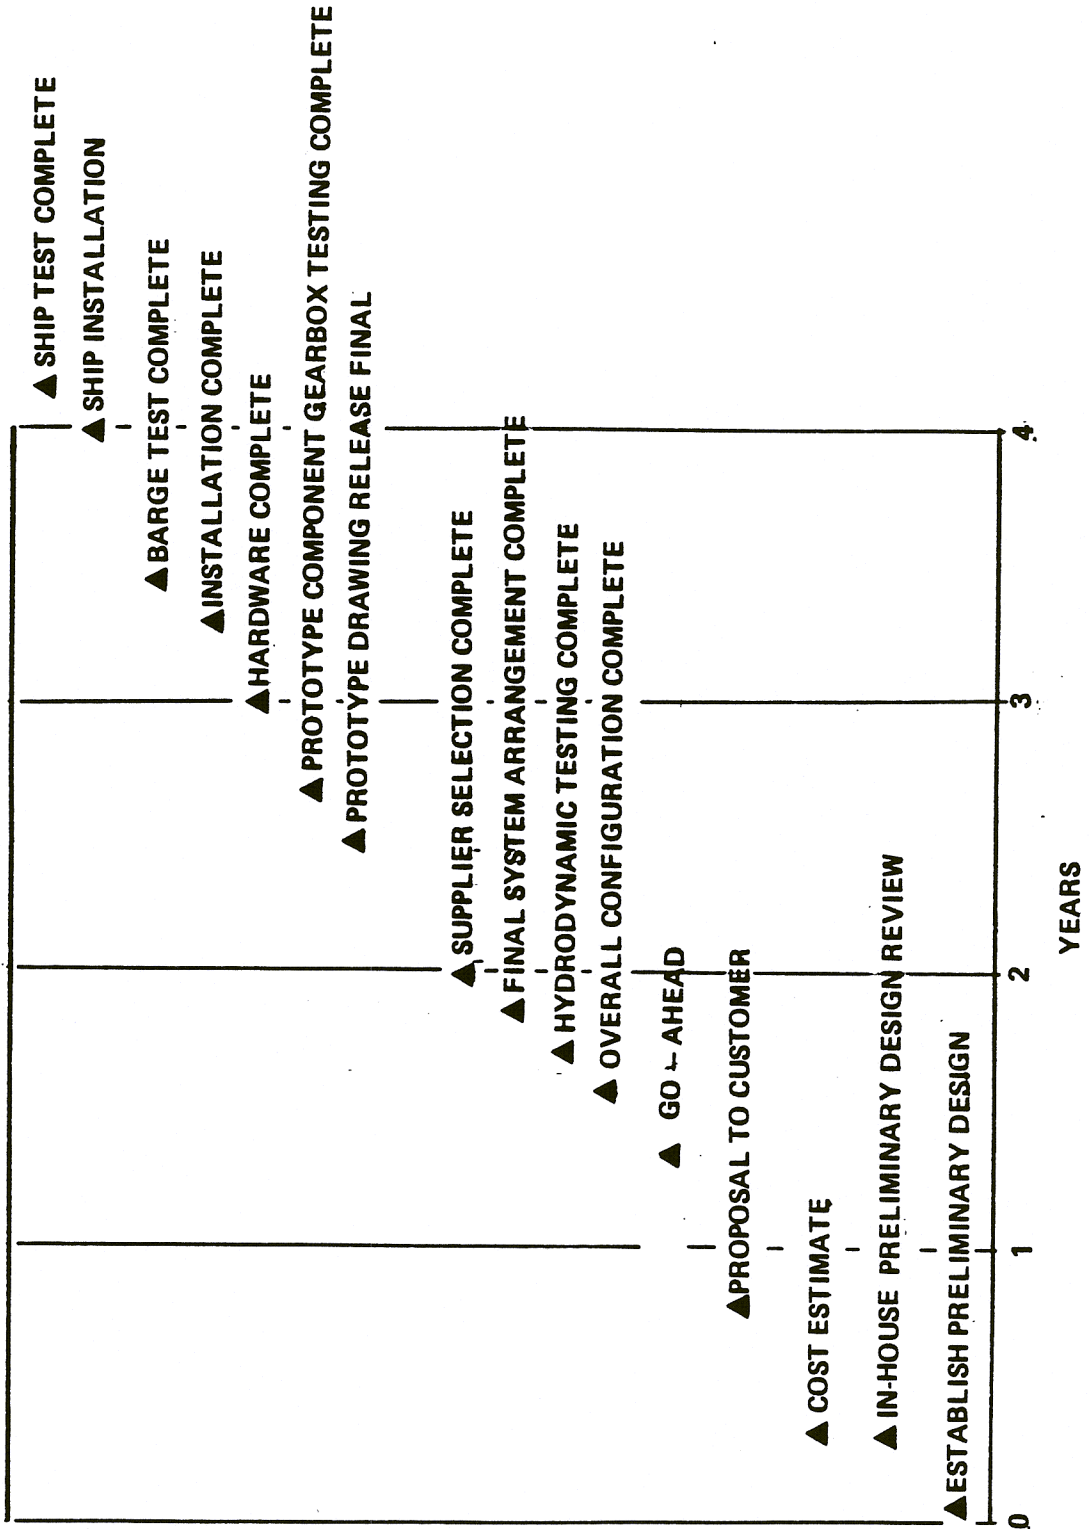 SHIP TEST COMPLETE
SHIP INSTALLATION
BARGE TEST COMPLETE
INSTALLATION COMPLETE
HARDWARE COMPLETE
PROTOTYPE COMPONENT GEARBOX TESTING COMPLETE
PROTOTYPE DRAWING RELEASE FINAL
SUPPLIER SELECTION COMPLETE
FINAL SYSTEM ARRANGEMENT COMPLETE
HYDRODYNAMIC TESTING COMPLETE
OVERALL CONFIGURATION COMPLETE
GO - AHEAD
PROPOSAL TO CUSTOMER
COST ESTIMATE
IN-HOUSE PRELIMINARY DESIGN REVIEW
ESTABLISH PRELIMINARY DESIGN
0 1 2 3 4
YEARS